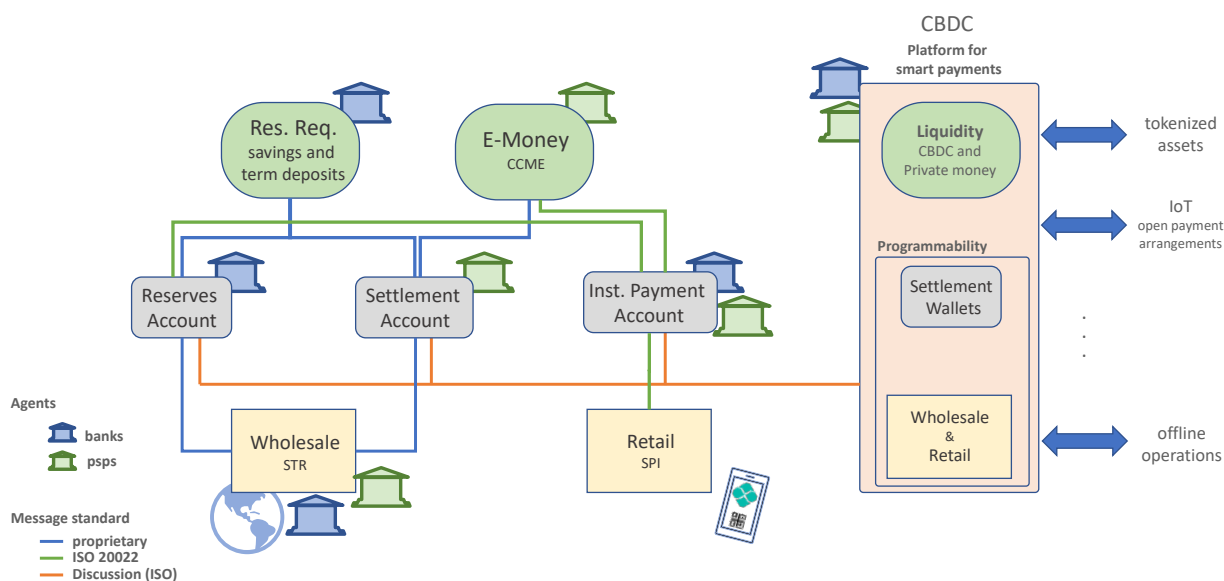 CBDC
Platform for
smart payments
Res. Req.
savings and
term deposits
E-Money
CCME
Liquidity
CBDC and
Private money
tokenized
assets
IoT
open payment
arrangements
Programmability
Reserves
Account
Settlement
Account
Inst. Payment
Account
Settlement
Wallets
.
.
.
Agents
banks
psps
Wholesale
STR
Retail
SPI
Wholesale
&
Retail
offline
operations
Message standard
proprietary
ISO 20022
Discussion (ISO)